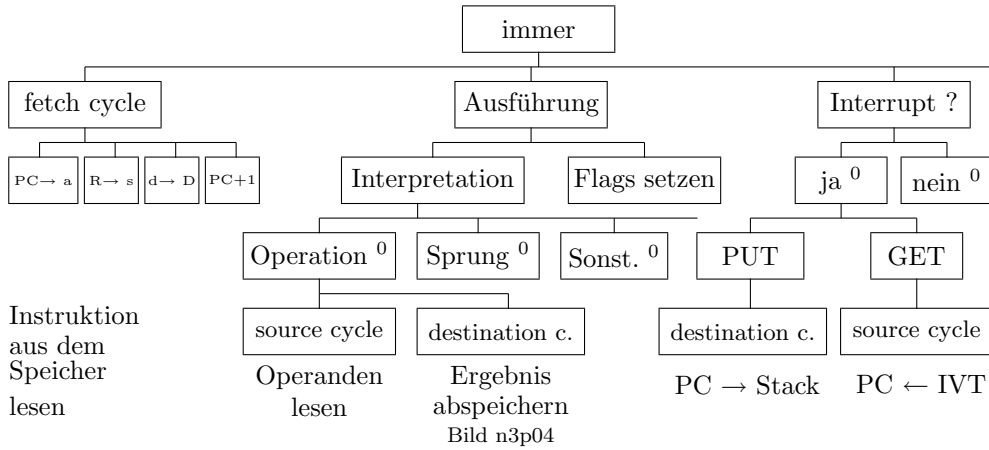 immer
fetch cycle
Ausführung
Interrupt ?
PC→ a
R→ s
d→ D
PC+1
Interpretation
Flags setzen
ja 0
nein 0
Operation 0
Sprung 0
Sonst. 0
PUT
GET
Instruktion
aus dem
Speicher
lesen
source cycle
destination c.
destination c.
source cycle
Operanden
lesen
Ergebnis
abspeichern
PC → Stack
PC ← IVT
Bild n3p04